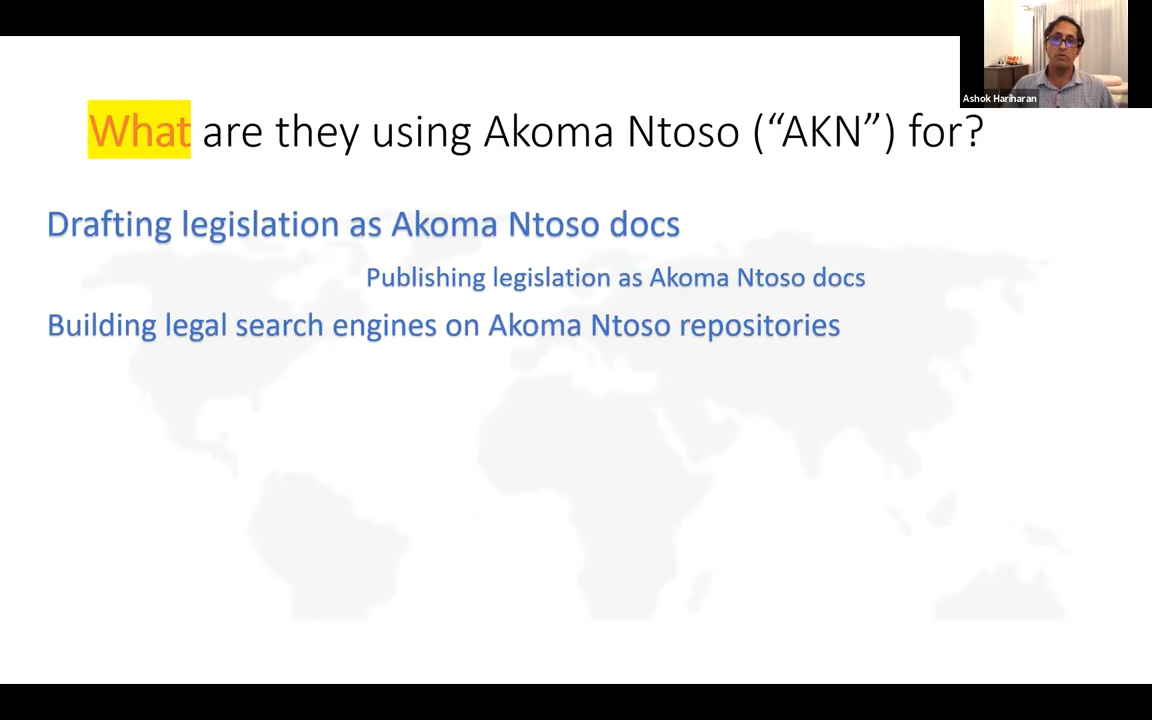 Ashok Hariharan
What are they using Akoma Ntoso (“AKN”) for?
Drafting legislation as Akoma Ntoso docs
Publishing legislation as Akoma Ntoso docs
Building legal search engines on Akoma Ntoso repositories